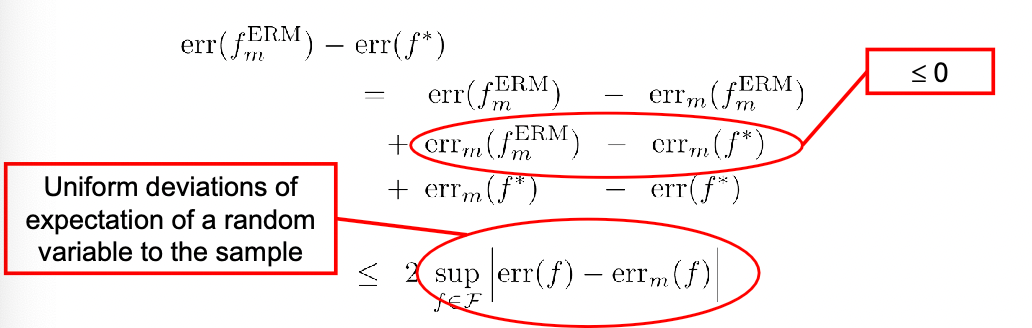 err(f_m^ERM) − err(f*)
= err(f_m^ERM) − err_m(f_m^ERM)
≤ 0
+ err_m(f_m^ERM) − err_m(f*)
+ err_m(f*) − err(f*)
Uniform deviations of
expectation of a random
variable to the sample
≤ 2 sup_{f∈F} |err(f) − err_m(f)|